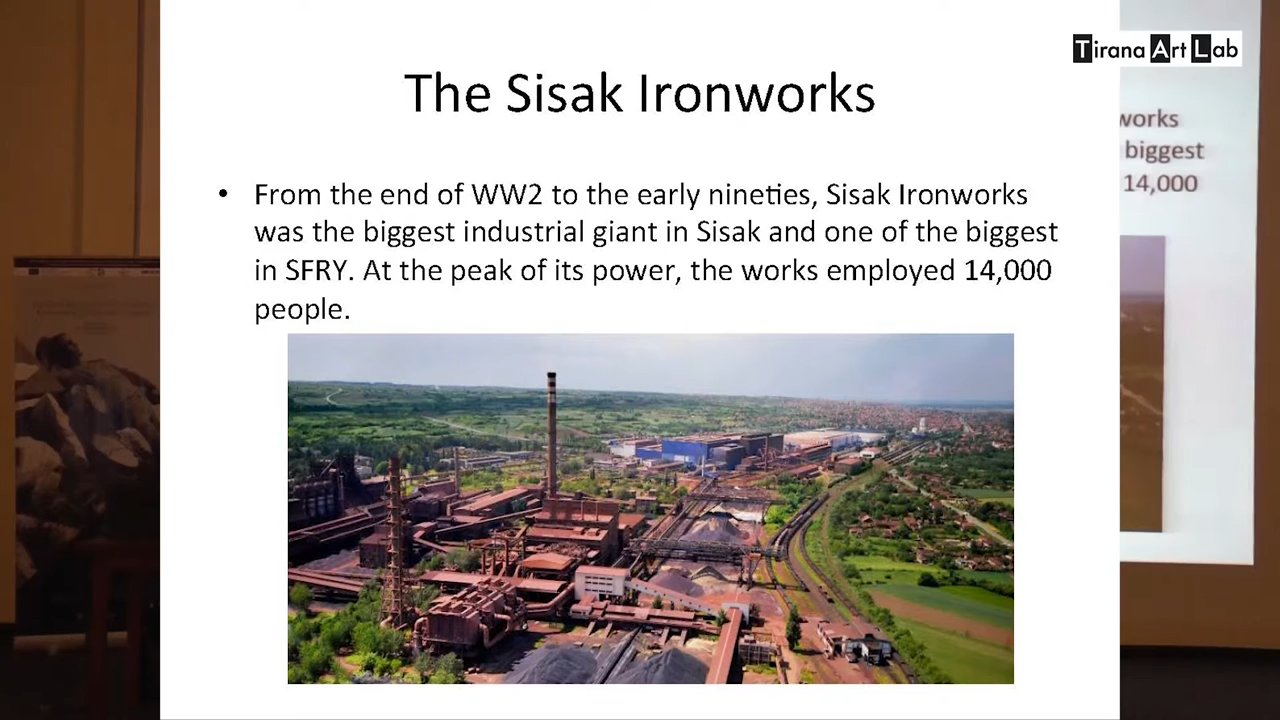 Tirana Art Lab
The Sisak Ironworks
• From the end of WW2 to the early nineties, Sisak Ironworks
was the biggest industrial giant in Sisak and one of the biggest
in SFRY. At the peak of its power, the works employed 14,000
people.
works
biggest
14,000